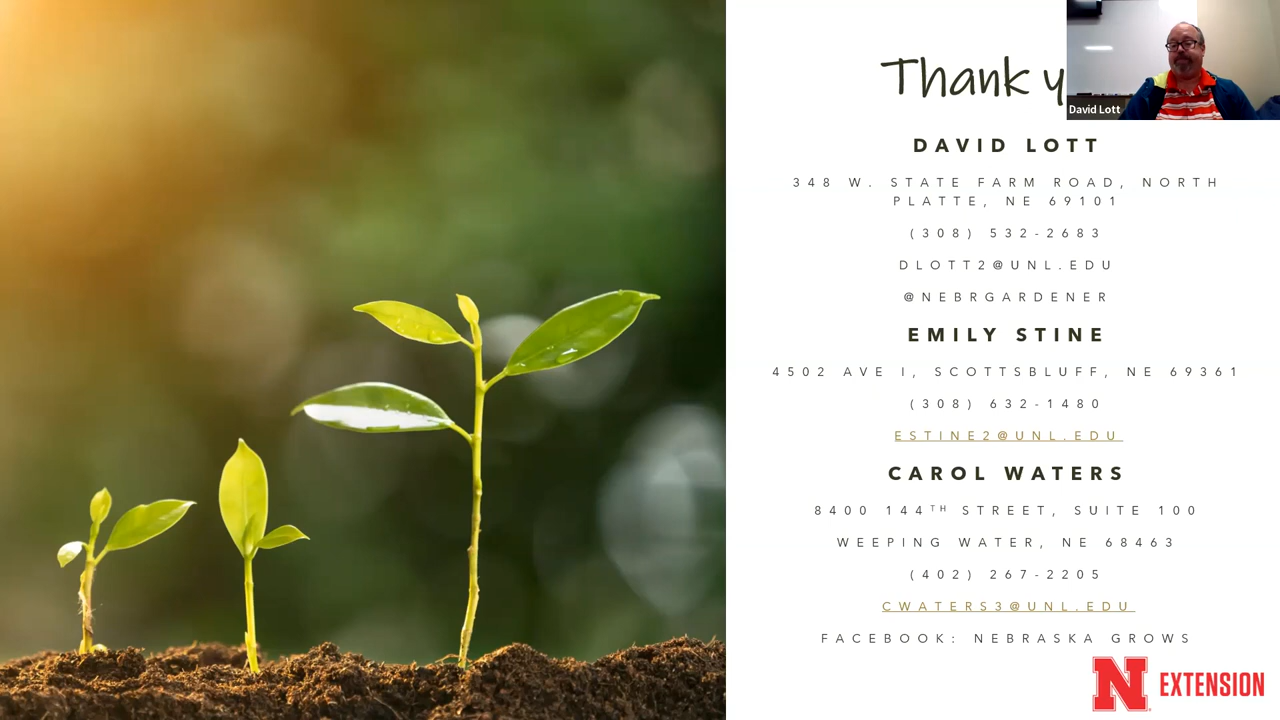 Thank y
David Lott
DAVID LOTT
348 W. STATE FARM ROAD, NORTH
PLATTE, NE 69101
(308) 532-2683
DLOTT2@UNL.EDU
@NEBRGARDENER
EMILY STINE
4502 AVE I, SCOTTSBLUFF, NE 69361
(308) 632-1480
ESTINE2@UNL.EDU
CAROL WATERS
8400 144TH STREET, SUITE 100
WEEPING WATER, NE 68463
(402) 267-2205
CWATERS3@UNL.EDU
FACEBOOK: NEBRASKA GROWS
N EXTENSION